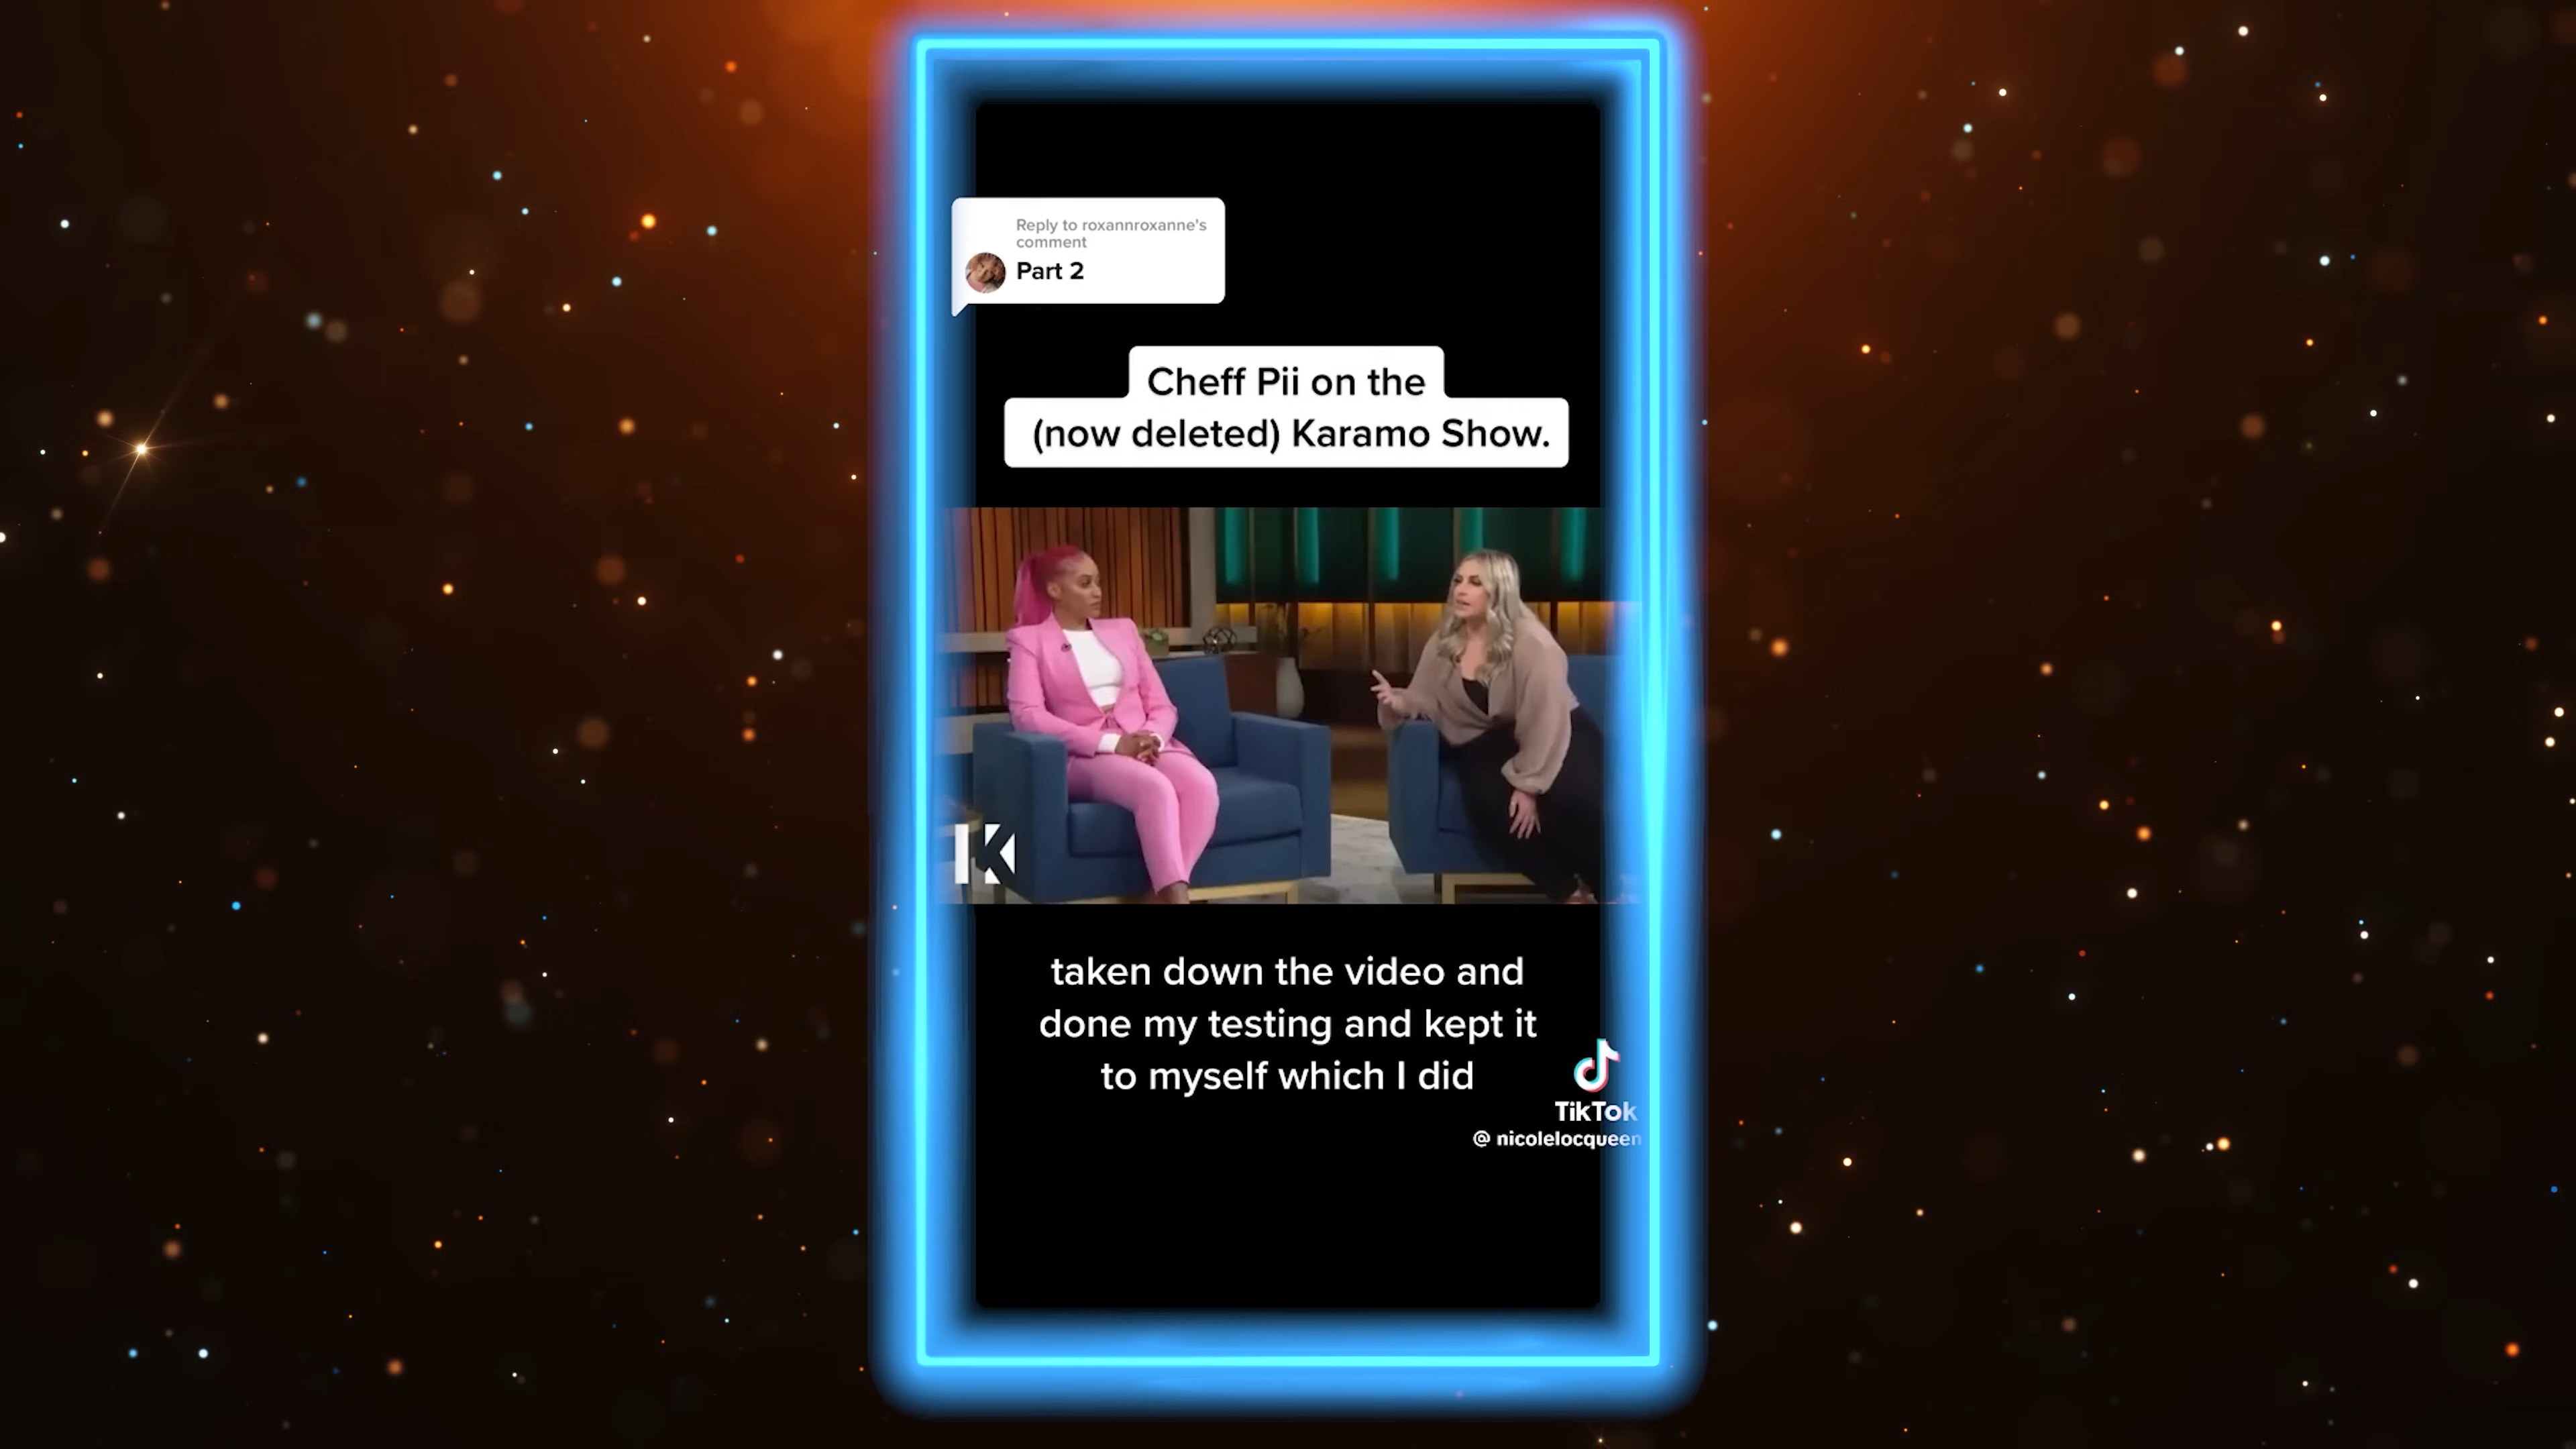 Reply to roxannroxanne's
comment
Part 2
Cheff Pii on the
(now deleted) Karamo Show.
K
taken down the video and
done my testing and kept it
to myself which I did
TikTok
@ nicolelocqueen